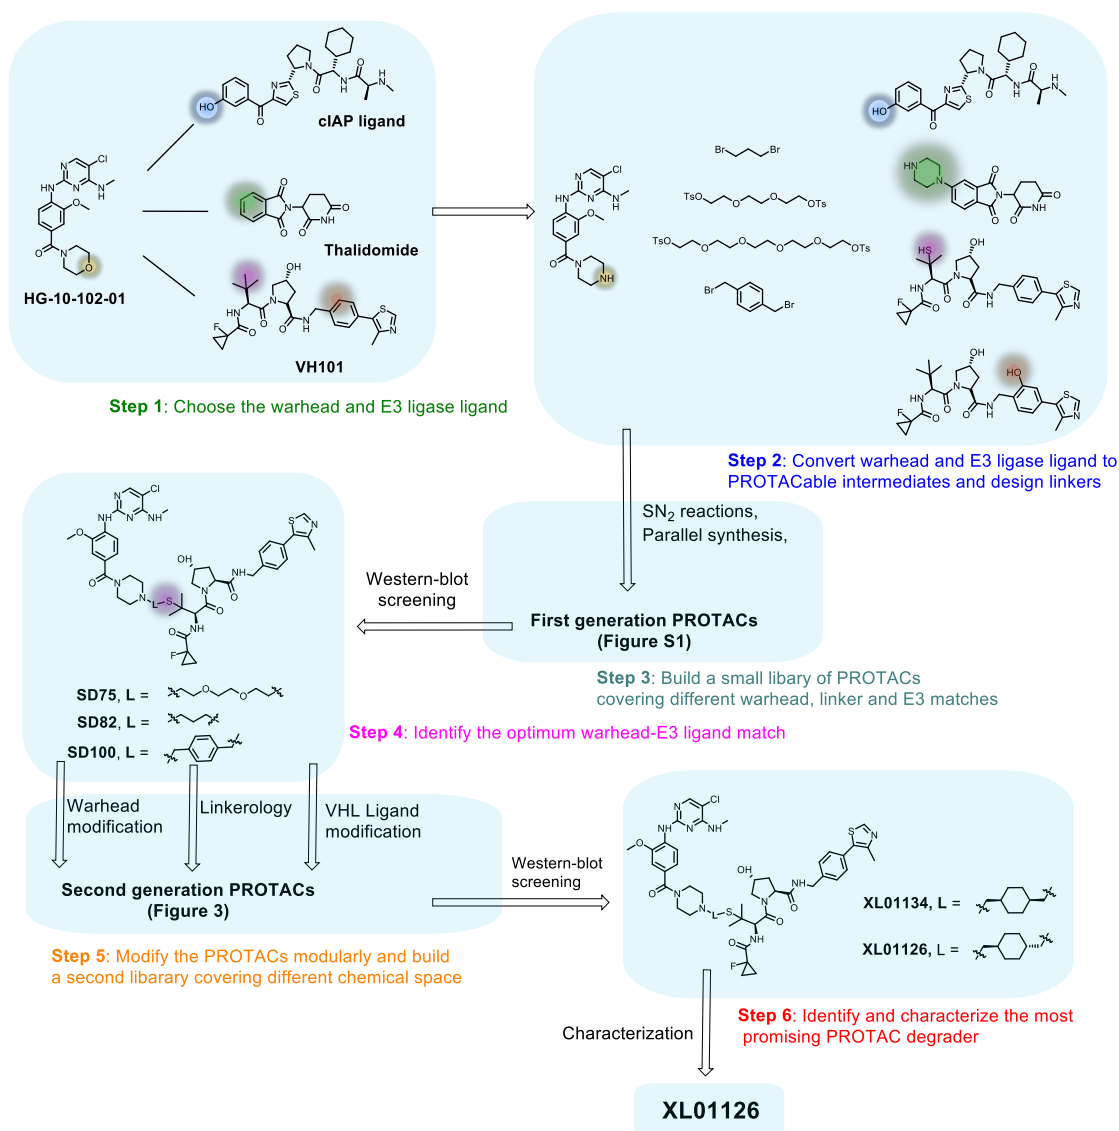 cIAP ligand
HG-10-102-01
Thalidomide
VH101
Step 1: Choose the warhead and E3 ligase ligand
Step 2: Convert warhead and E3 ligase ligand to
PROTACable intermediates and design linkers
SN2 reactions,
Parallel synthesis,
First generation PROTACs
(Figure S1)
Step 3: Build a small libary of PROTACs
covering different warhead, linker and E3 matches
Western-blot
screening
SD75, L =
SD82, L =
SD100, L =
Step 4: Identify the optimum warhead-E3 ligand match
Warhead
modification
Linkerology
VHL Ligand
modification
Second generation PROTACs
(Figure 3)
Step 5: Modify the PROTACs modularly and build
a second libarary covering different chemical space
Western-blot
screening
XL01134, L =
XL01126, L =
Step 6: Identify and characterize the most
promising PROTAC degrader
Characterization
XL01126